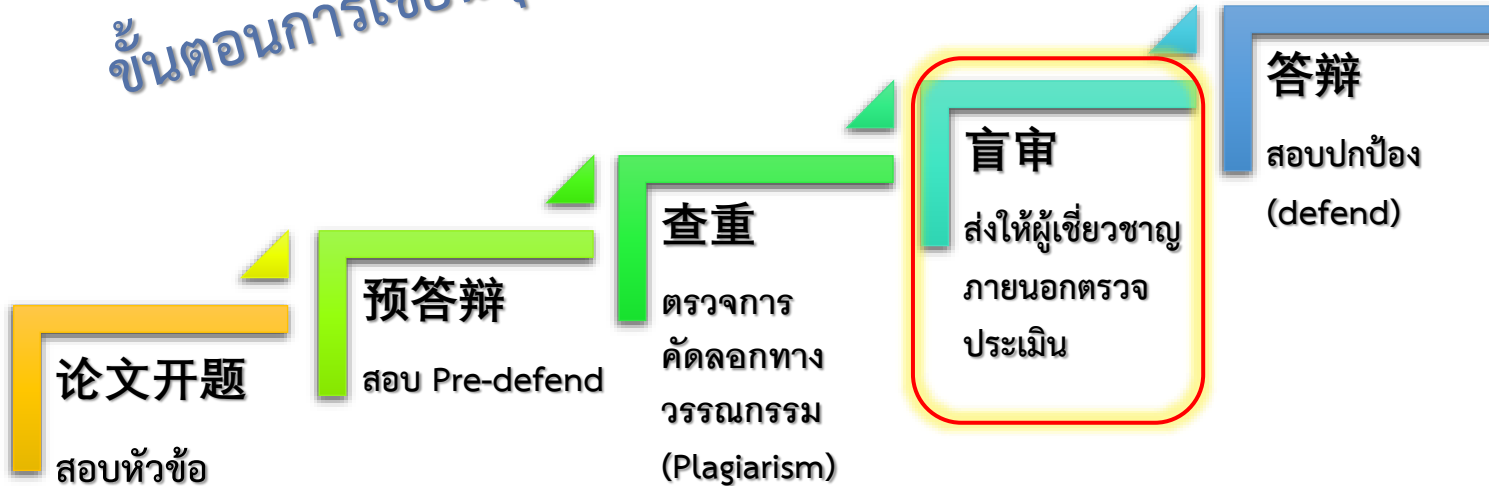 ขั้นตอนการเขียน
论文开题
สอบหัวข้อ
预答辩
สอบ Pre-defend
查重
ตรวจการ
คัดลอกทาง
วรรณกรรม
(Plagiarism)
盲审
ส่งให้ผู้เชี่ยวชาญ
ภายนอกตรวจ
ประเมิน
答辩
สอบปกป้อง
(defend)